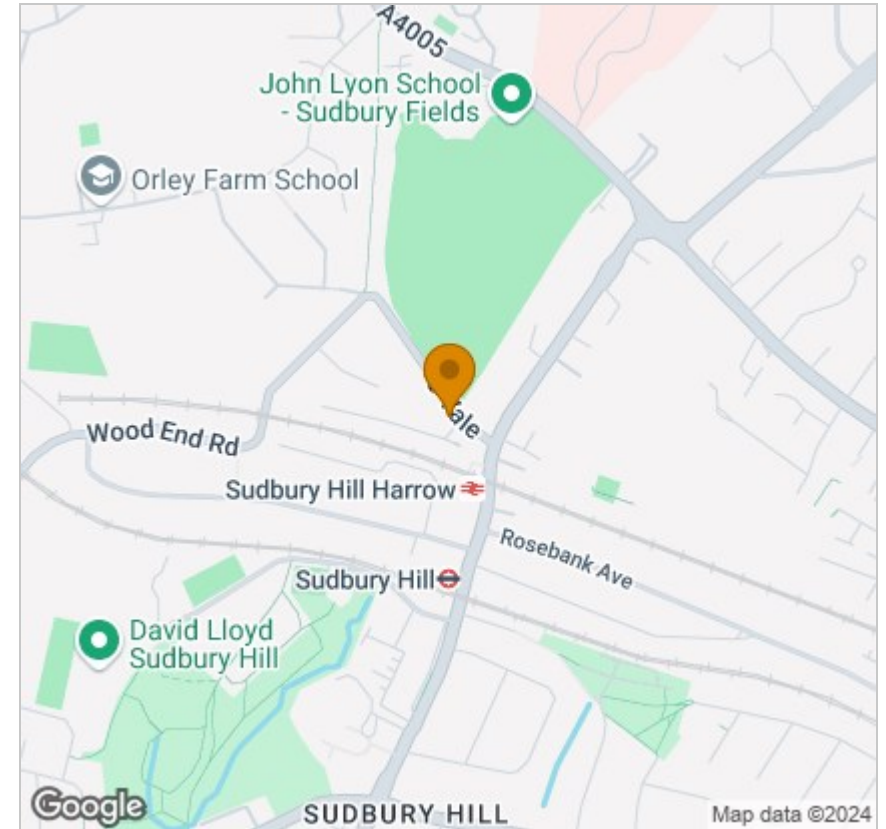 A4005
John Lyon School
- Sudbury Fields
Orley Farm School
Vale
Wood End Rd
Sudbury Hill Harrow
Rosebank Ave
Sudbury Hill
David Lloyd
Sudbury Hill
Google
SUDBURY HILL
Map data ©2024